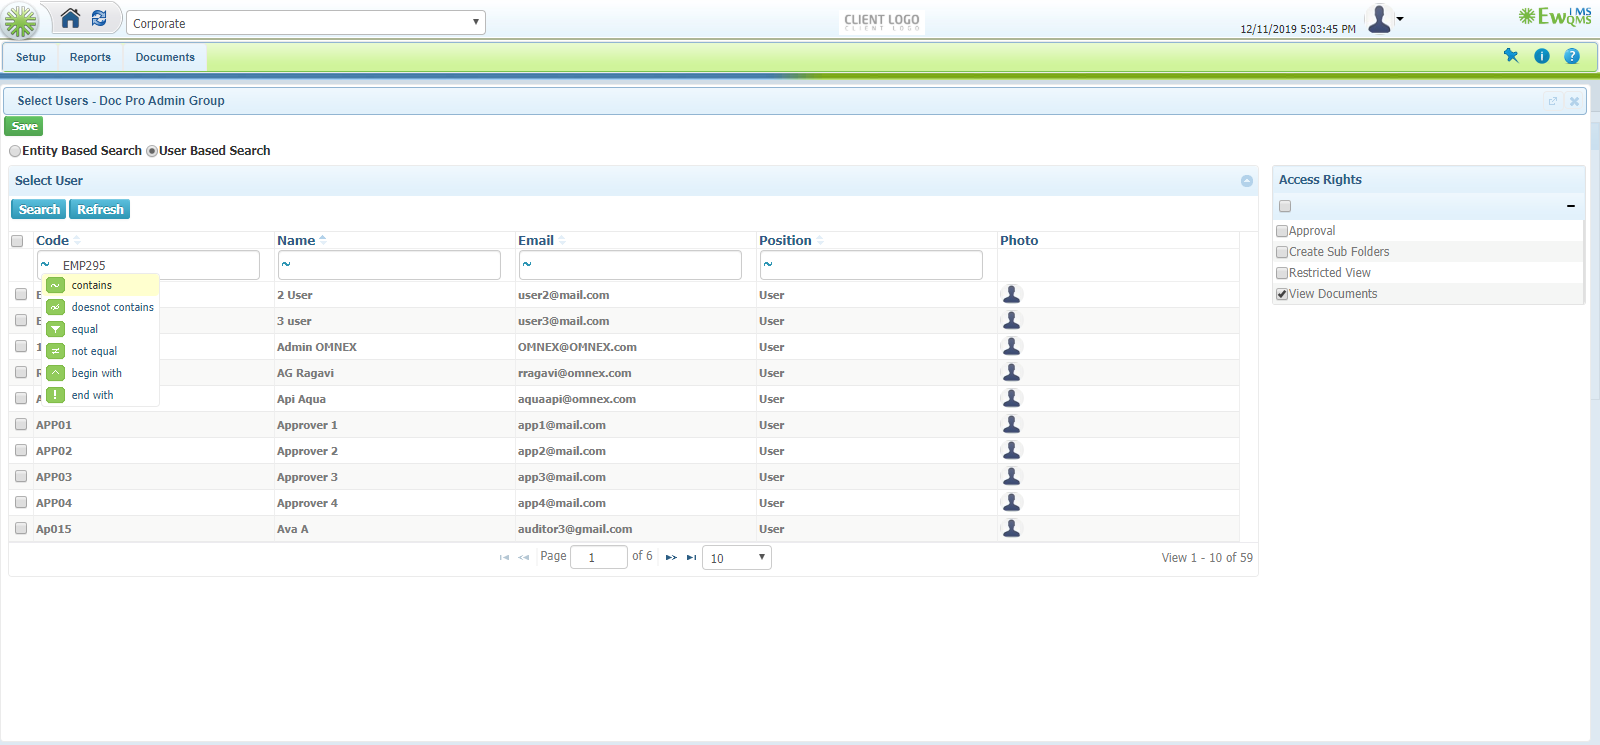 Corporate
CLIENT LOGO
CLIENT LOGO
12/11/2019 5:03:45 PM
EwIMS
QMS
Setup Reports Documents
Select Users - Doc Pro Admin Group
Save
Entity Based Search User Based Search
Select User
Search Refresh
Code Name Email Position Photo
~ EMP295 ~ ~ ~
contains
doesnot contains
equal
not equal
begin with
end with
2 User user2@mail.com User
3 user user3@mail.com User
1 Admin OMNEX OMNEX@OMNEX.com User
AG Ragavi rragavi@omnex.com User
Api Aqua aquaapi@omnex.com User
APP01 Approver 1 app1@mail.com User
APP02 Approver 2 app2@mail.com User
APP03 Approver 3 app3@mail.com User
APP04 Approver 4 app4@mail.com User
Ap015 Ava A auditor3@gmail.com User
Page 1 of 6 10 View 1 - 10 of 59
Access Rights
Approval
Create Sub Folders
Restricted View
View Documents